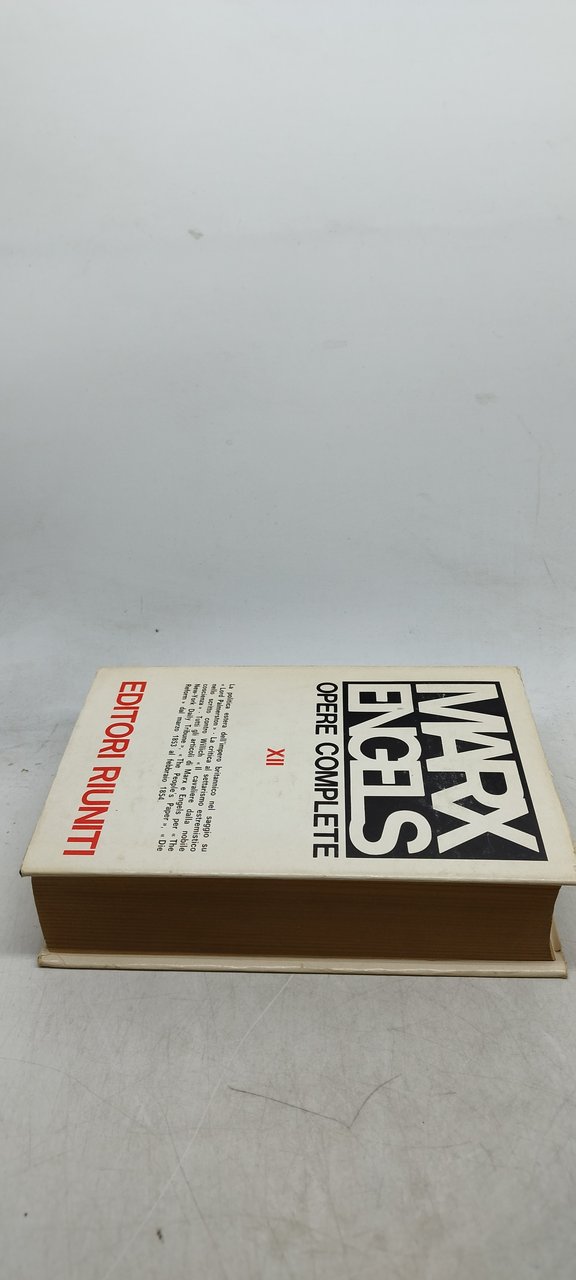 MARX
ENGELS
OPERE COMPLETE
XII
La politica estera dell'impero britannico nel saggio su
« Lord Palmerston ». La critica al settarismo estremistico
nello scritto contro Willich « Il cavaliere dalla nobile
coscienza ». Tutti gli articoli di Marx e Engels per « The
New-York Daily Tribune », « The People's Paper », « Die
Reform » dal marzo 1853 al febbraio 1854.
EDITORI RIUNITI